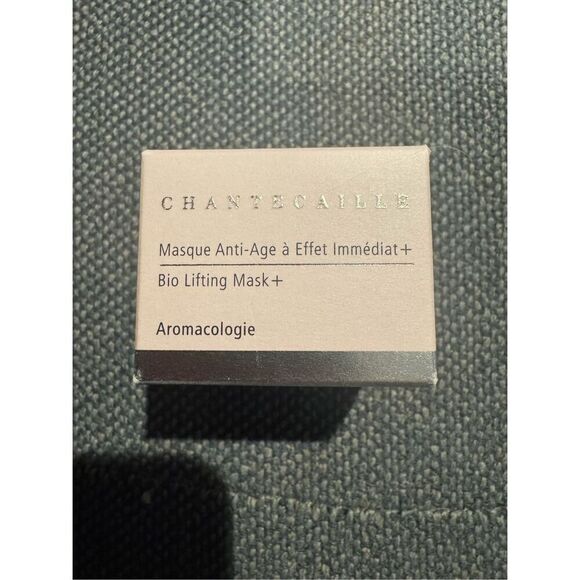 CHANTECAILLE
Masque Anti-Age à Effet Immédiat+
Bio Lifting Mask+
Aromacologie